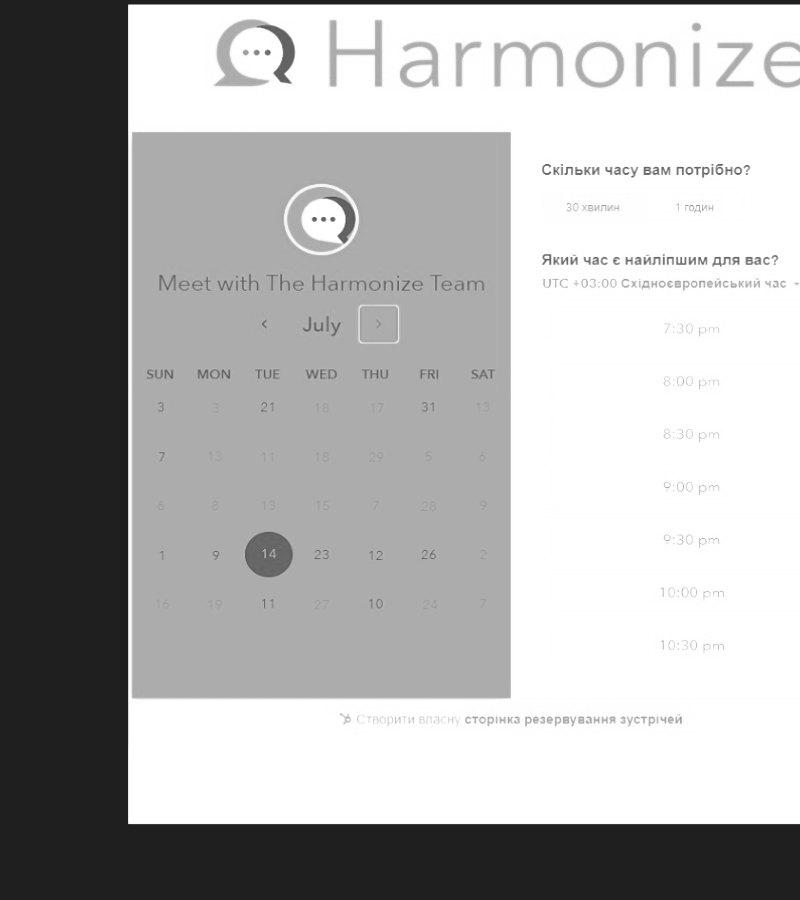 Harmonize
Meet with The Harmonize Team
July
SUN MON TUE WED THU FRI SAT
3 3 21 18 17 31 13
7 13 11 18 29 5 6
6 8 13 15 7 28 9
1 9 14 23 12 26 2
16 19 11 27 10 24 7
Скільки часу вам потрібно?
30 хвилин 1 годин
Який час є найліпшим для вас?
UTC +03:00 Східноєвропейський час
7:30 pm
8:00 pm
8:30 pm
9:00 pm
9:30 pm
10:00 pm
10:30 pm
Створити власну сторінка резервування зустрічей